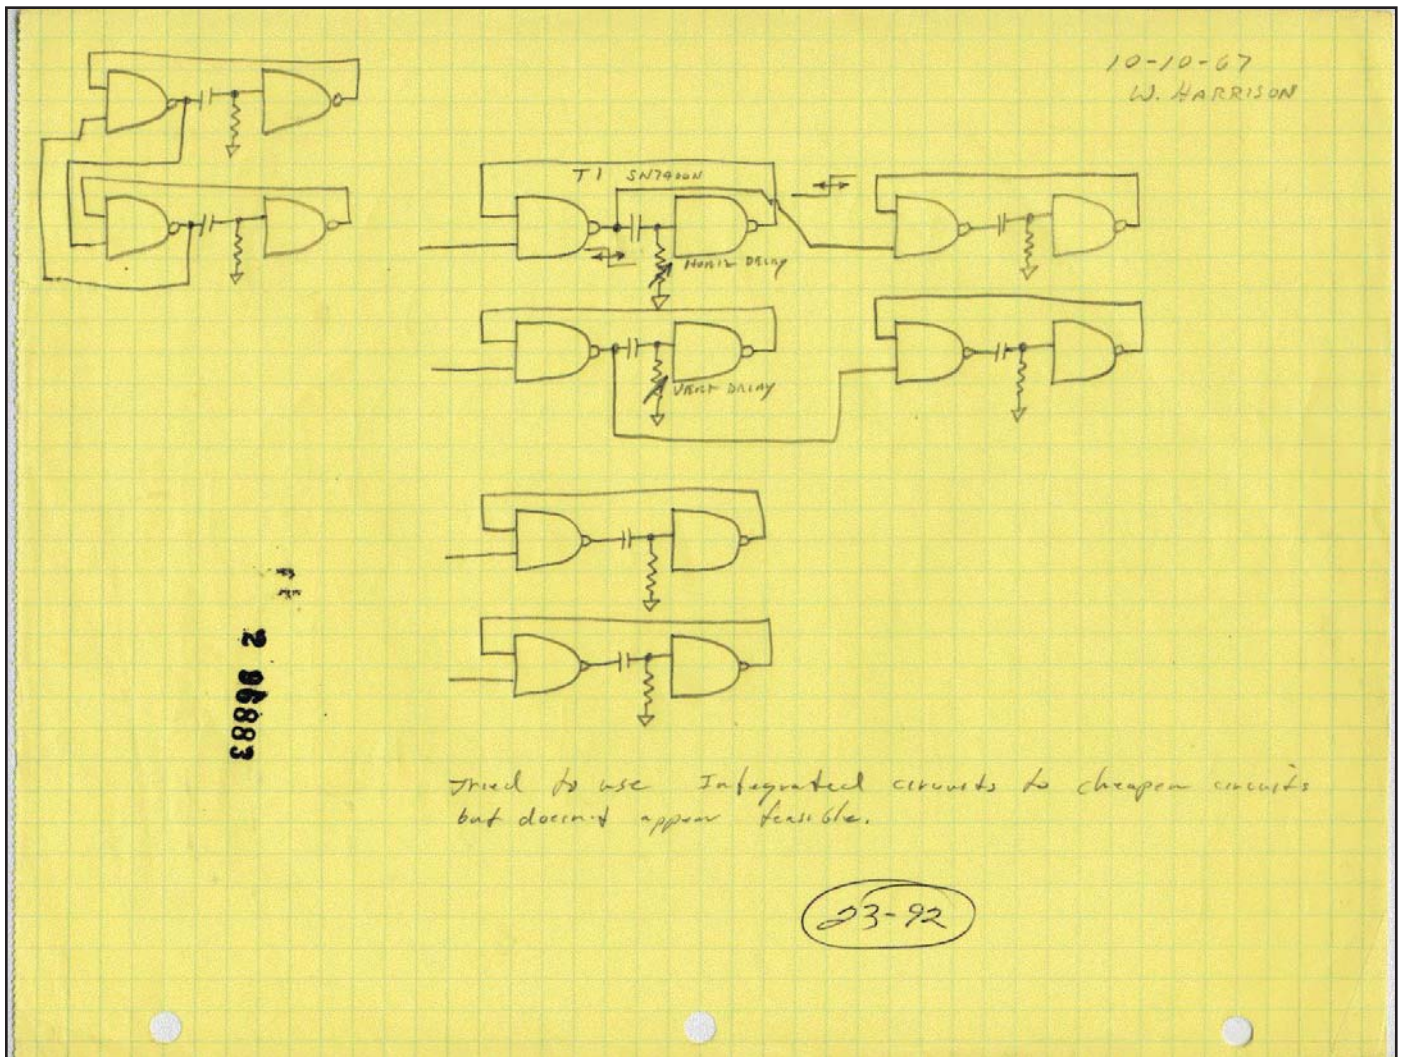 10-10-67
W. HARRISON
TI SN7400N
HORIZ DELAY
VERT DELAY
2 96883
Tried to use Integrated circuits to cheapen circuits
but doesn't appear feasible.
23-92